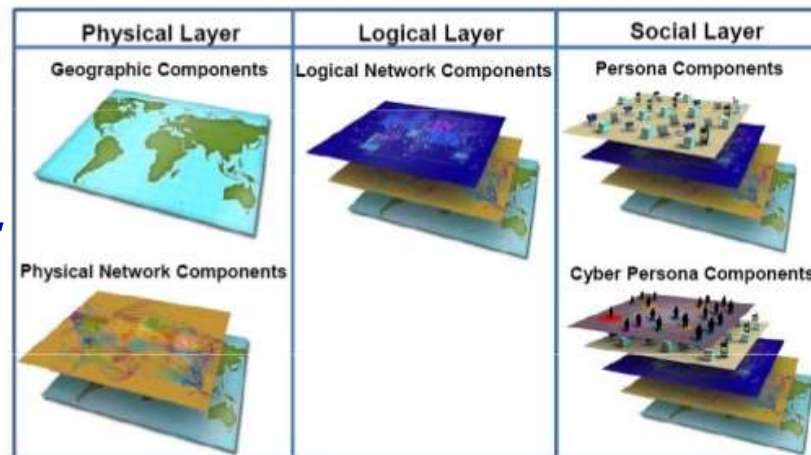 Physical Layer
Logical Layer
Social Layer
Geographic Components
Logical Network Components
Persona Components
Physical Network Components
Cyber Persona Components